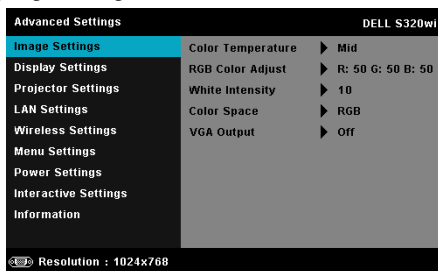 Advanced Settings DELL S320wi
Image Settings
Display Settings
Projector Settings
LAN Settings
Wireless Settings
Menu Settings
Power Settings
Interactive Settings
Information
Color Temperature Mid
RGB Color Adjust R: 50 G: 50 B: 50
White Intensity 10
Color Space RGB
VGA Output Off
Resolution : 1024x768